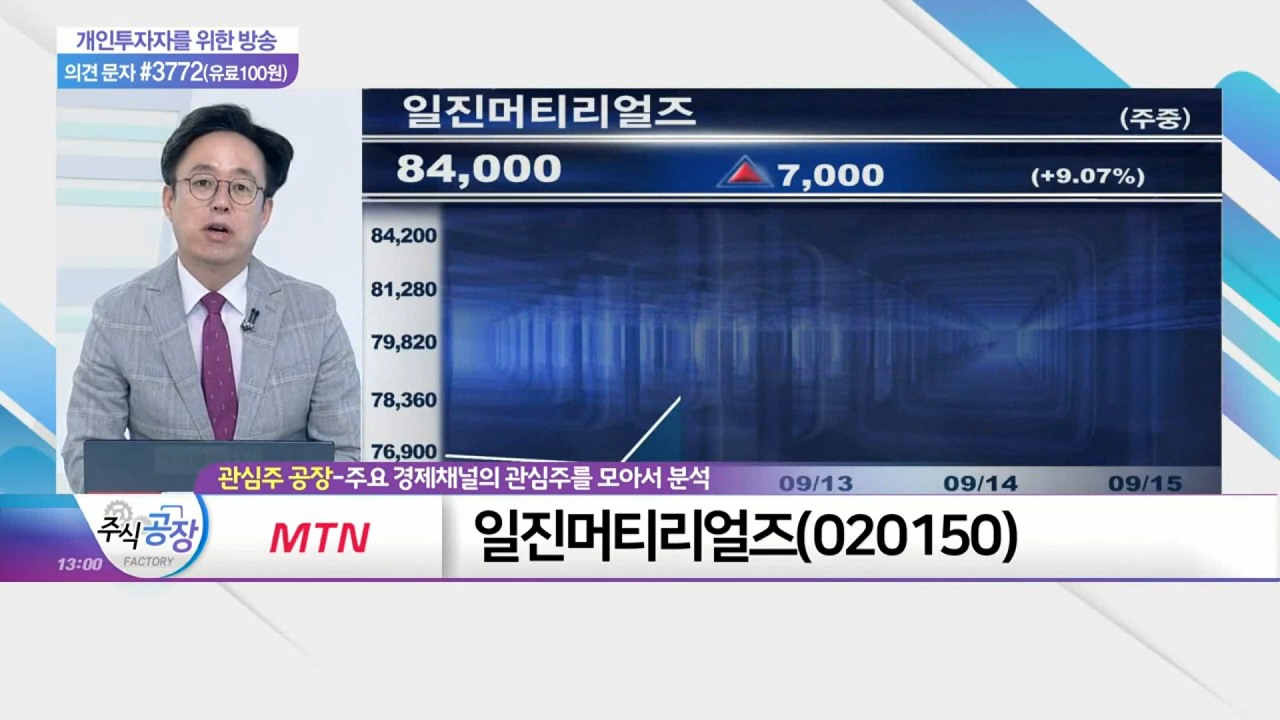 개인투자자를 위한 방송
의견 문자 #3772(유료100원)
일진머티리얼즈
(주중)
84,000
7,000
(+9.07%)
84,200
81,280
79,820
78,360
76,900
09/13
09/14
09/15
관심주 공장-주요 경제채널의 관심주를 모아서 분석
주식공장
FACTORY
13:00
MTN
일진머티리얼즈(020150)